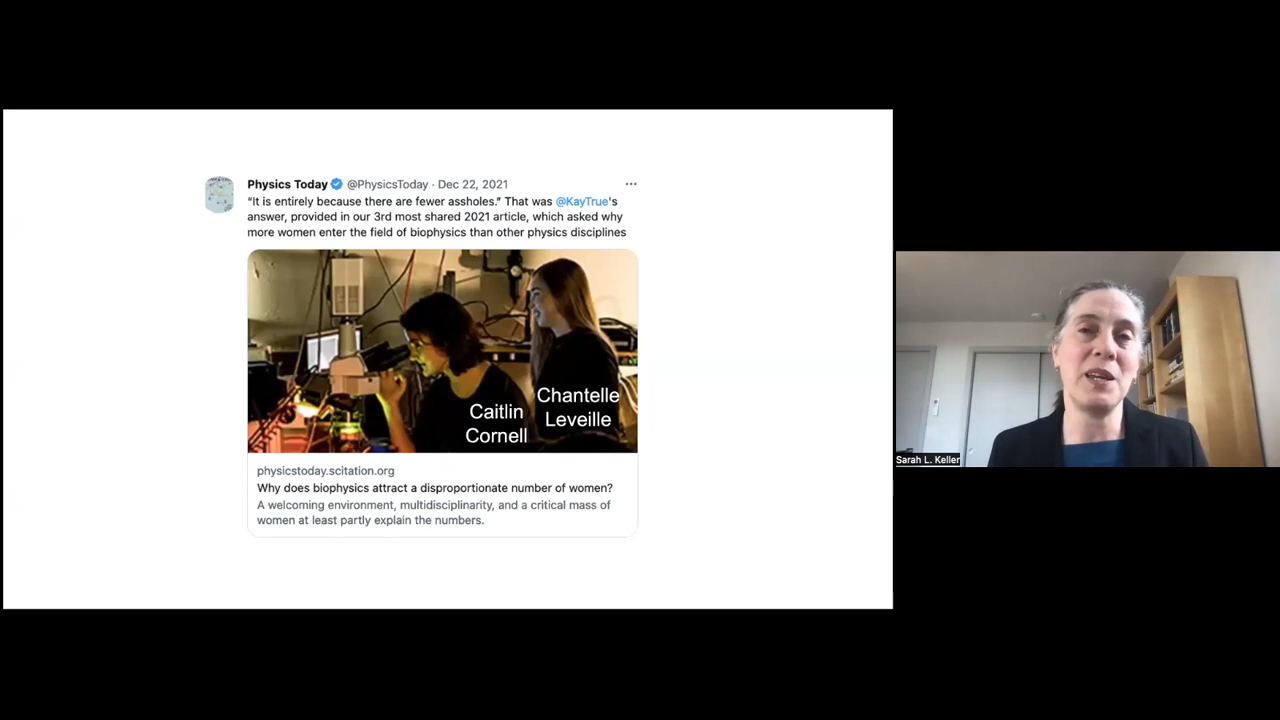 Physics Today @PhysicsToday · Dec 22, 2021 ...
“It is entirely because there are fewer assholes.” That was @KayTrue's
answer, provided in our 3rd most shared 2021 article, which asked why
more women enter the field of biophysics than other physics disciplines
Caitlin
Cornell
Chantelle
Leveille
physicstoday.scitation.org
Why does biophysics attract a disproportionate number of women?
A welcoming environment, multidisciplinarity, and a critical mass of
women at least partly explain the numbers.
Sarah L. Keller